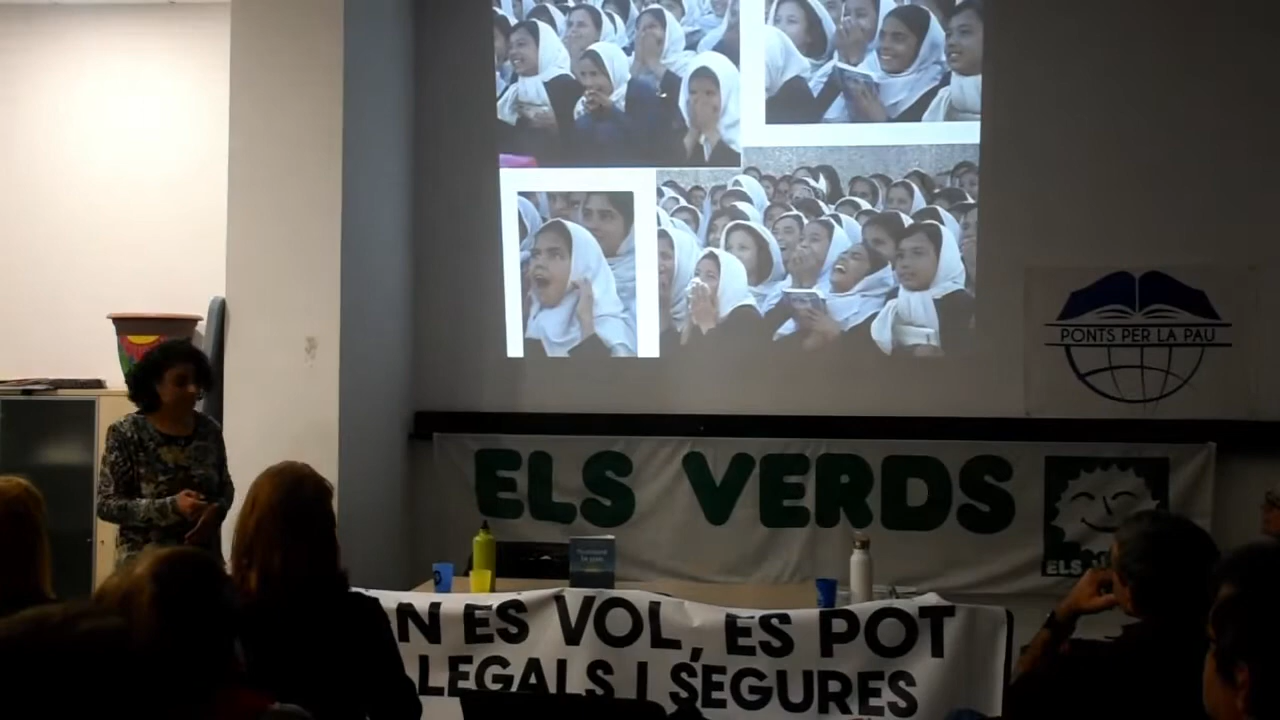 PONTS PER LA PAU
ELS VERDS
ELS
N ES VOL, ES POT
LEGALS I SEGURES